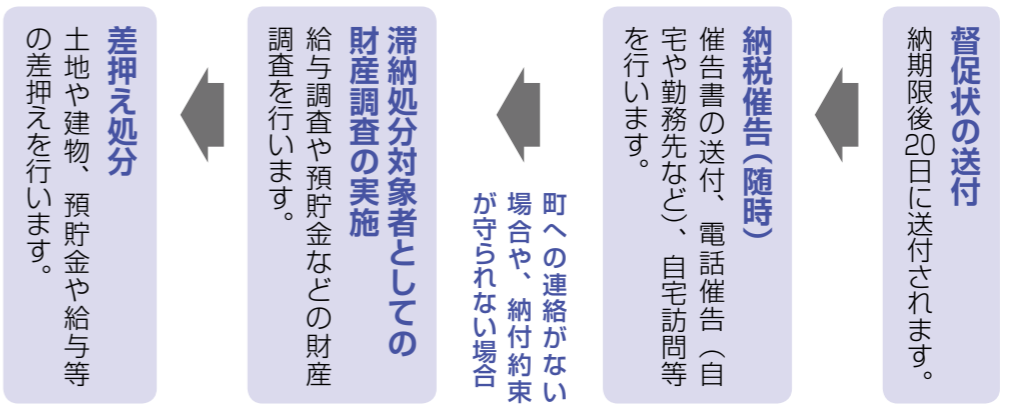 督促状の送付
納期限後20日に送付されます。
納税催告（随時）
催告書の送付、電話催告（自
宅や勤務先など）、自宅訪問等
を行います。
町への連絡がない
場合や、納付約束
が守られない場合
滞納処分対象者としての
財産調査の実施
給与調査や預貯金などの財産
調査を行います。
差押え処分
土地や建物、預貯金や給与等
の差押えを行います。